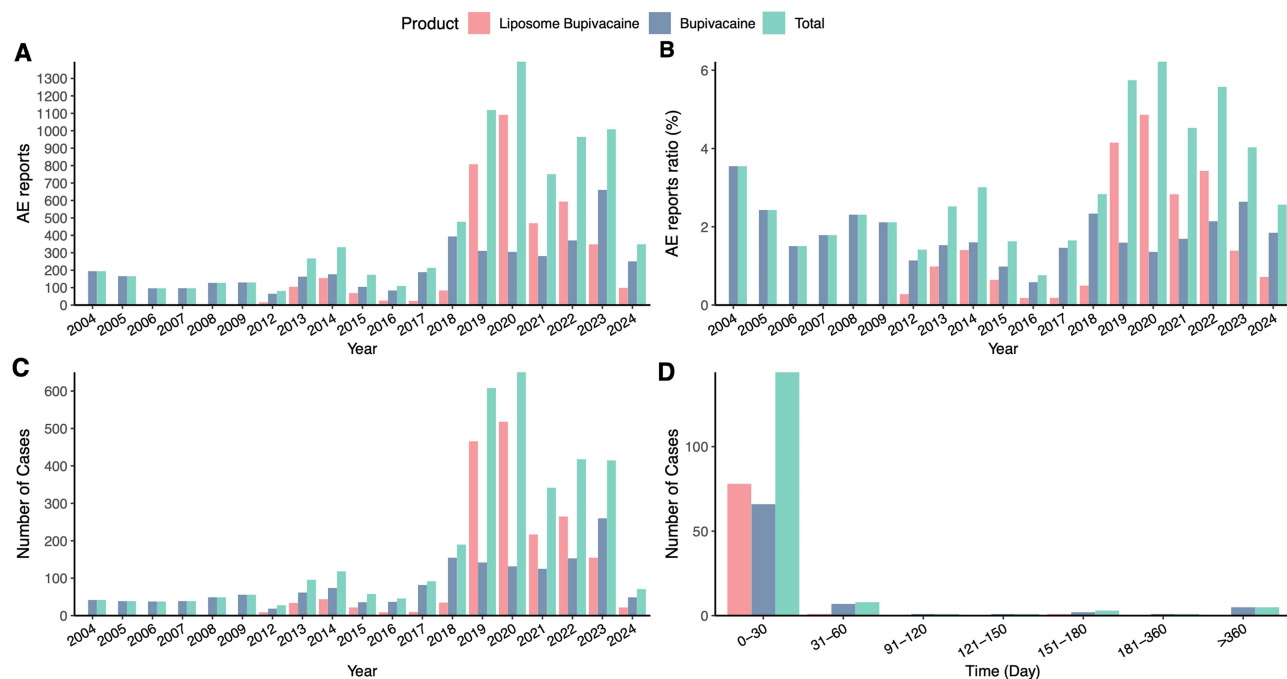 Product Liposome Bupivacaine Bupivacaine Total
A
AE reports
1300
1200
1100
1000
900
800
700
600
500
400
300
200
100
0
2004 2005 2006 2007 2008 2009 2012 2013 2014 2015 2016 2017 2018 2019 2020 2021 2022 2023 2024
Year
B
AE reports ratio (%)
6
4
2
0
2004 2005 2006 2007 2008 2009 2012 2013 2014 2015 2016 2017 2018 2019 2020 2021 2022 2023 2024
Year
C
Number of Cases
600
500
400
300
200
100
0
2004 2005 2006 2007 2008 2009 2012 2013 2014 2015 2016 2017 2018 2019 2020 2021 2022 2023 2024
Year
D
Number of Cases
100
50
0
0–30 31–60 91–120 121–150 151–180 181–360 >360
Time (Day)